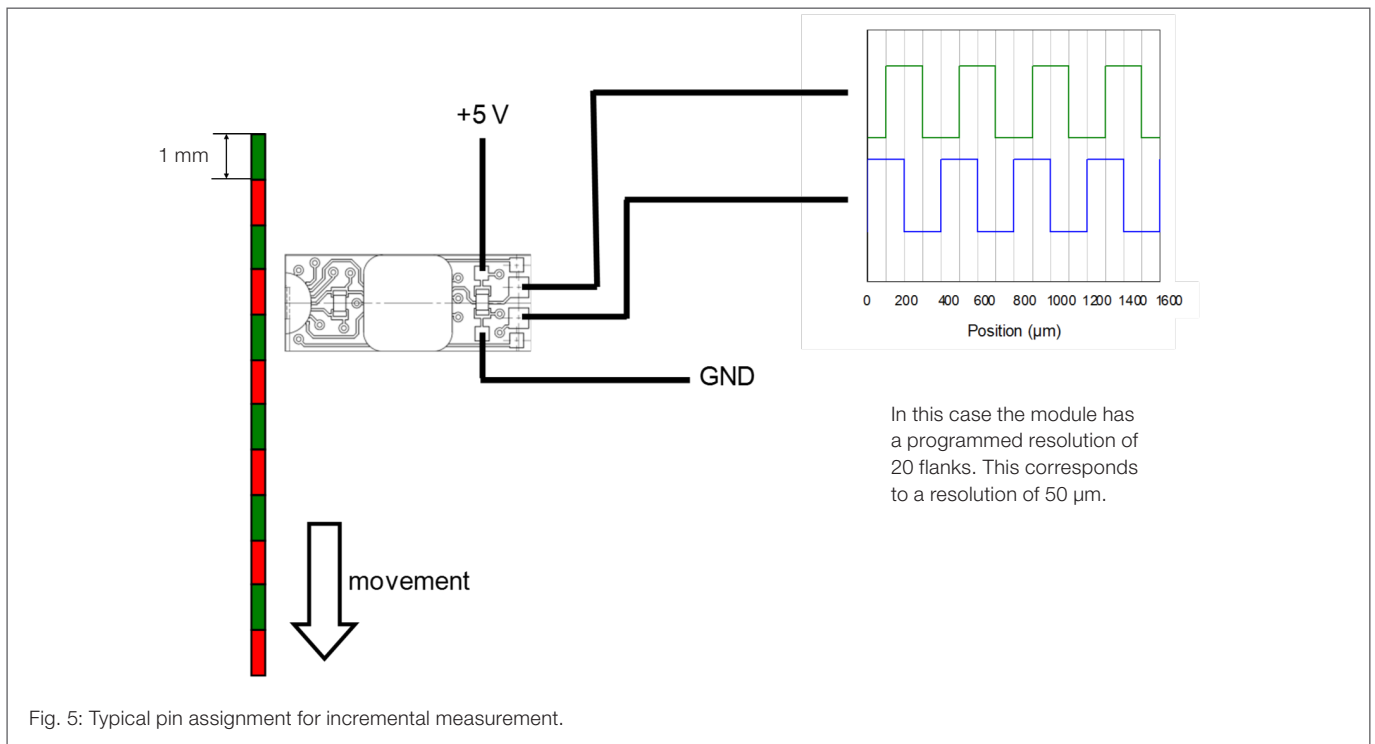 +5 V
1 mm
GND
movement
0 200 400 600 800 1000 1200 1400 1600
Position (µm)
In this case the module has
a programmed resolution of
20 flanks. This corresponds
to a resolution of 50 µm.
Fig. 5: Typical pin assignment for incremental measurement.